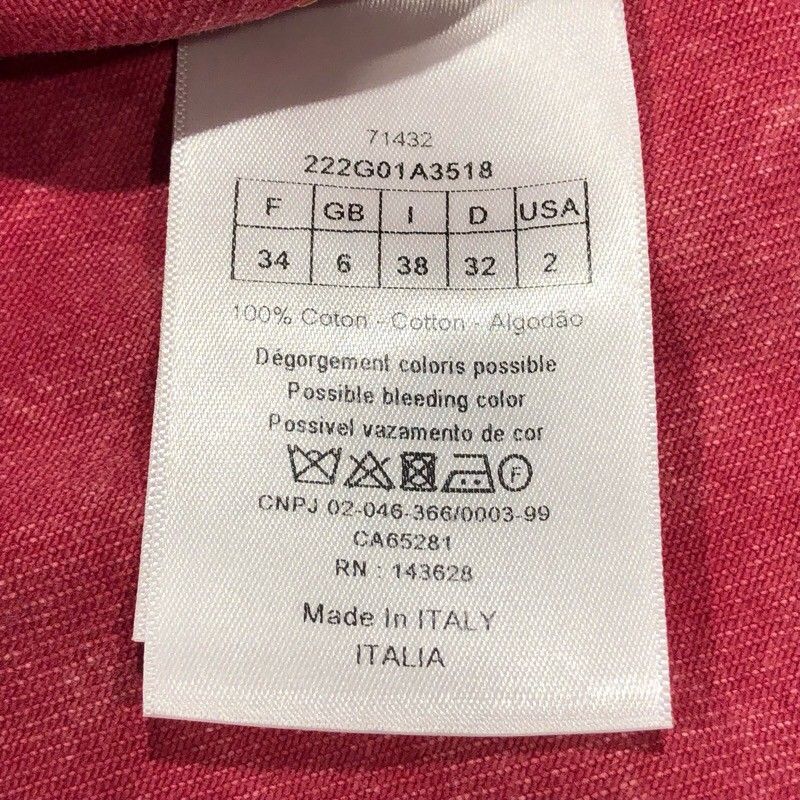 71432
222G01A3518
F GB I D USA
34 6 38 32 2
100% Coton - Cotton - Algodão
Dégorgement coloris possible
Possible bleeding color
Possivel vazamento de cor
F
CNPJ 02-046-366/0003-99
CA65281
RN : 143628
Made In ITALY
ITALIA